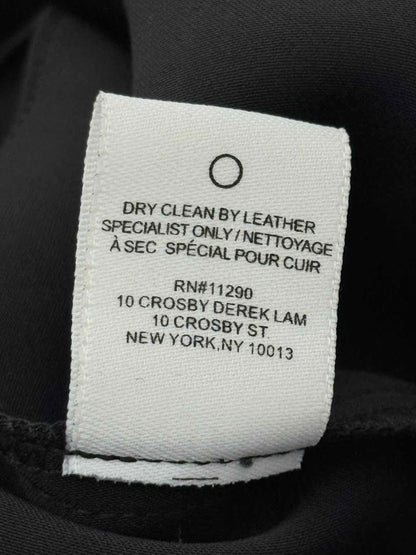 DRY CLEAN BY LEATHER
SPECIALIST ONLY / NETTOYAGE
À SEC SPÉCIAL POUR CUIR
RN#11290
10 CROSBY DEREK LAM
10 CROSBY ST.
NEW YORK,NY 10013